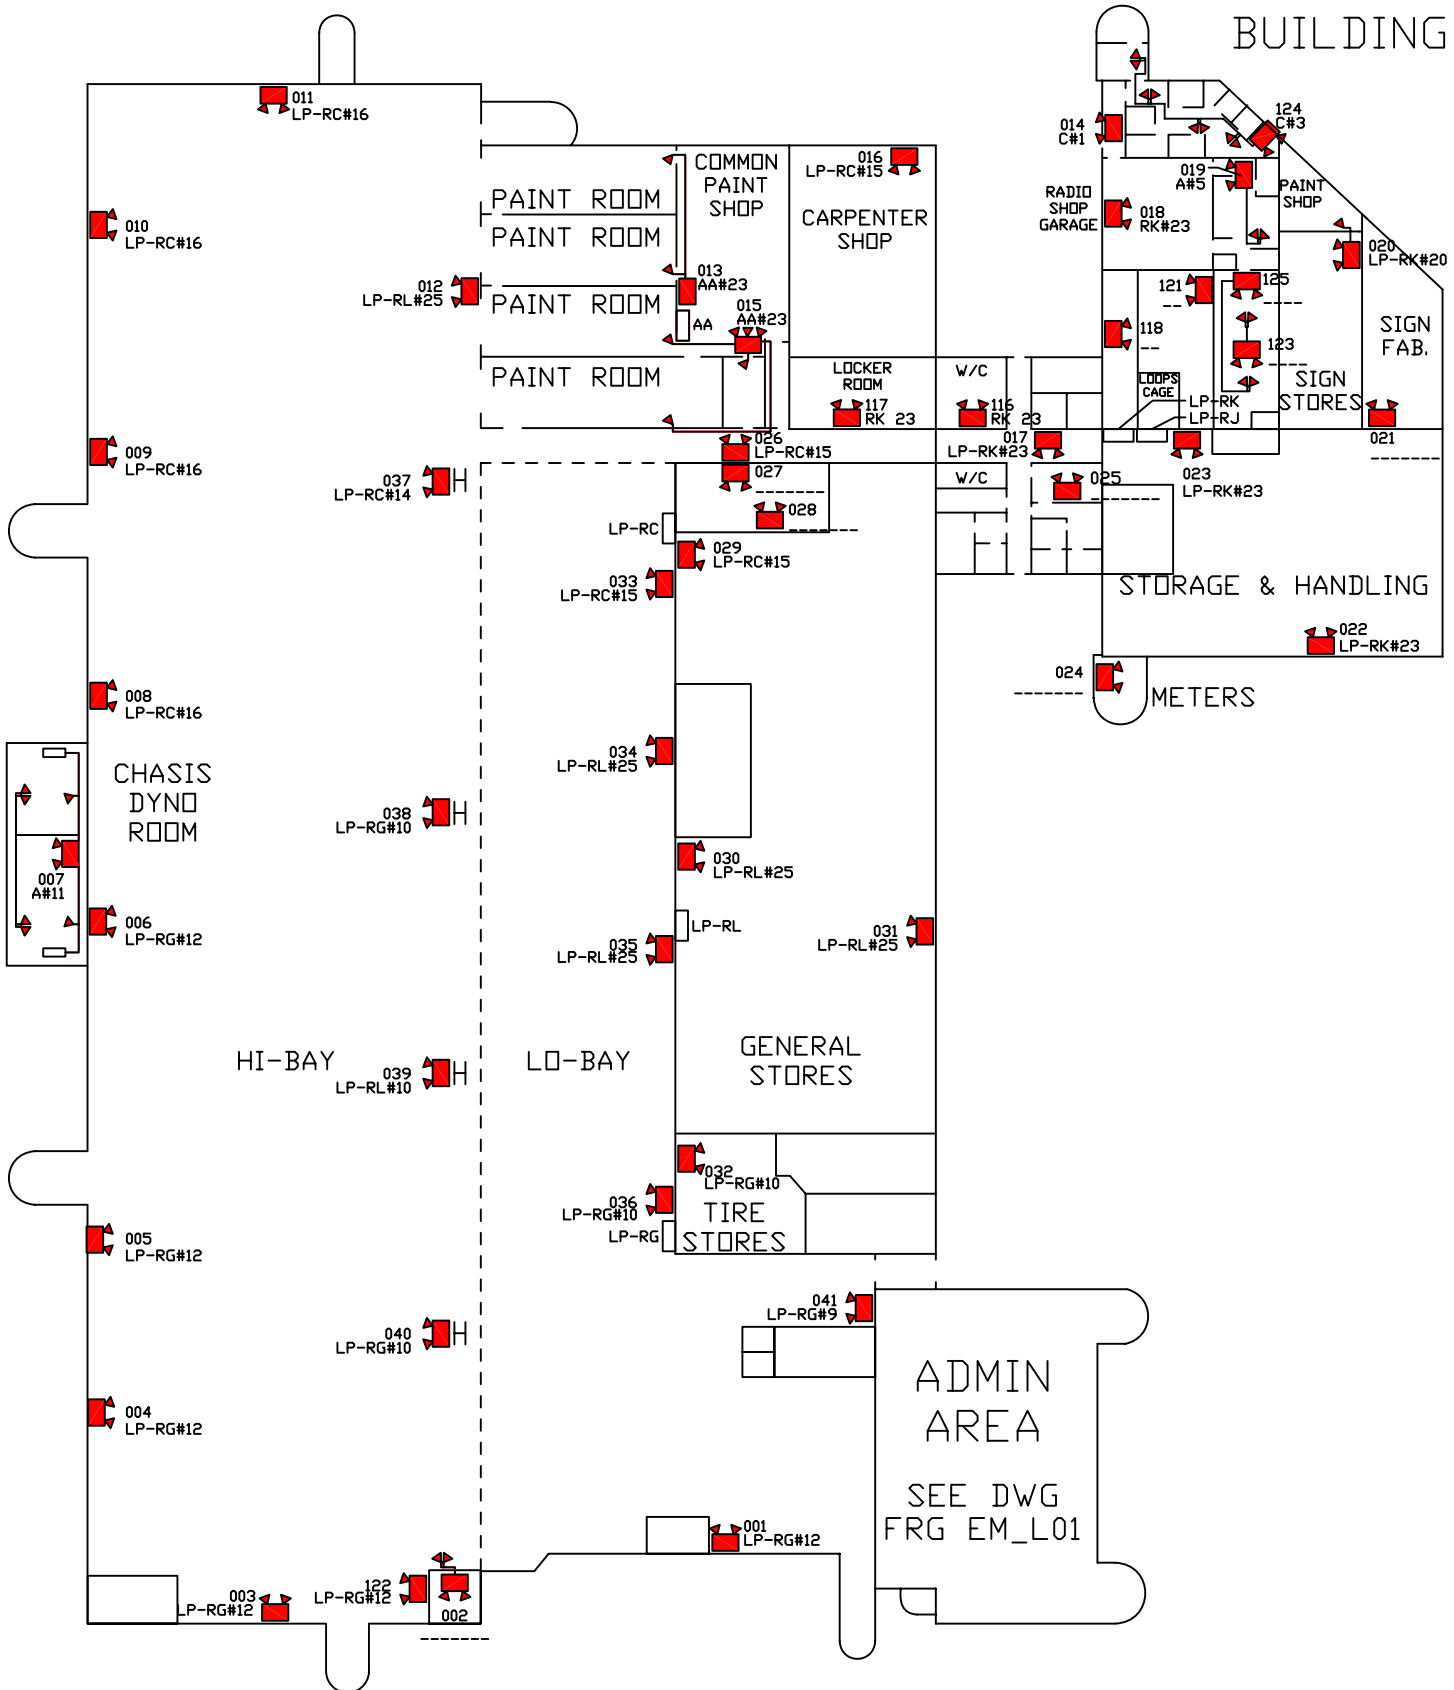 BUILDING
011
LP-RC#16
014
C#1
124
C#3
COMMON
PAINT
SHOP
016
LP-RC#15
019
A#5
PAINT
SHOP
RADIO
SHOP
GARAGE
018
RK#23
PAINT ROOM
PAINT ROOM
CARPENTER
SHOP
010
LP-RC#16
020
LP-RK#20
012
LP-RL#25
013
AA#23
PAINT ROOM
015
AA#23
AA
121
--
125
----
118
--
123
----
SIGN
FAB.
PAINT ROOM
LOCKER
ROOM
W/C
LOOPS
CAGE
SIGN
STORES
117
RK 23
116
RK 23
LP-RK
LP-RJ
026
LP-RC#15
017
LP-RK#23
021
-------
009
LP-RC#16
037
LP-RC#14
H
027
-------
W/C
025
-------
023
LP-RK#23
028
-------
LP-RC
029
LP-RC#15
033
LP-RC#15
STORAGE & HANDLING
022
LP-RK#23
024
-------
METERS
008
LP-RC#16
034
LP-RL#25
CHASIS
DYNO
ROOM
038
LP-RG#10
H
007
A#11
030
LP-RL#25
006
LP-RG#12
LP-RL
035
LP-RL#25
031
LP-RL#25
HI-BAY
LO-BAY
GENERAL
STORES
039
LP-RL#10
H
032
LP-RG#10
036
LP-RG#10
TIRE
STORES
LP-RG
005
LP-RG#12
041
LP-RG#9
040
LP-RG#10
H
ADMIN
AREA
004
LP-RG#12
SEE DWG
FRG EM_L01
001
LP-RG#12
003
LP-RG#12
122
LP-RG#12
002
-------